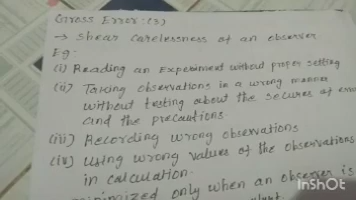 Gross Error:(3)
→ Shear carelessness of an observer
Eg.
(i) Reading an Experiment without proper setting
(ii) Taking observations in a wrong manner
without testing about the sources of
and the precautions.
(iii) Recording wrong observations
(iv) Using wrong values of the observations
in calculation.
only when an observer is
InShOt